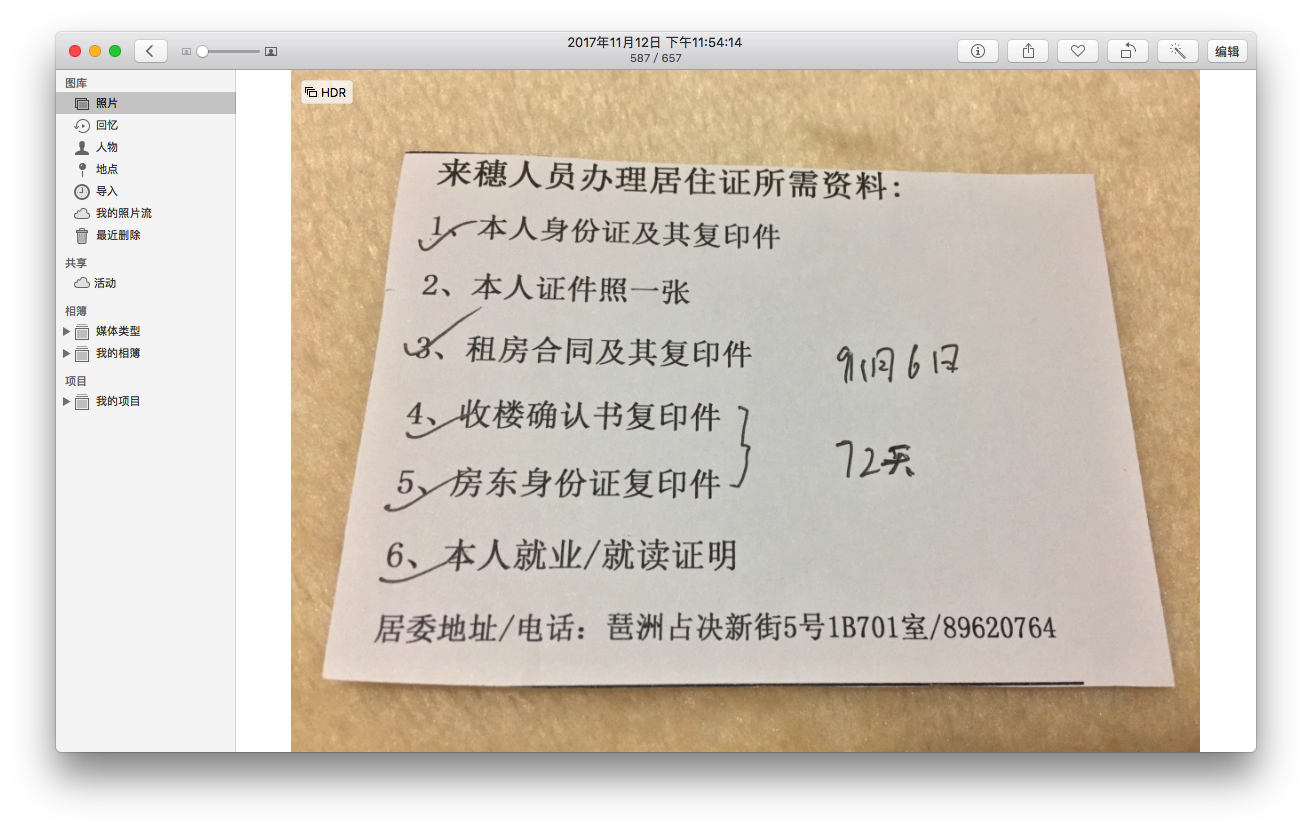 2017年11月12日 下午11:54:14
587 / 657
编辑
图库
照片
回忆
人物
地点
导入
我的照片流
最近删除
共享
活动
相簿
媒体类型
我的相簿
项目
我的项目
HDR
来穗人员办理居住证所需资料:
1、本人身份证及其复印件
2、本人证件照一张
3、租房合同及其复印件
4、收楼确认书复印件
5、房东身份证复印件
6、本人就业/就读证明
居委地址/电话: 琶洲占决新街5号1B701室/89620764
月6日
72天